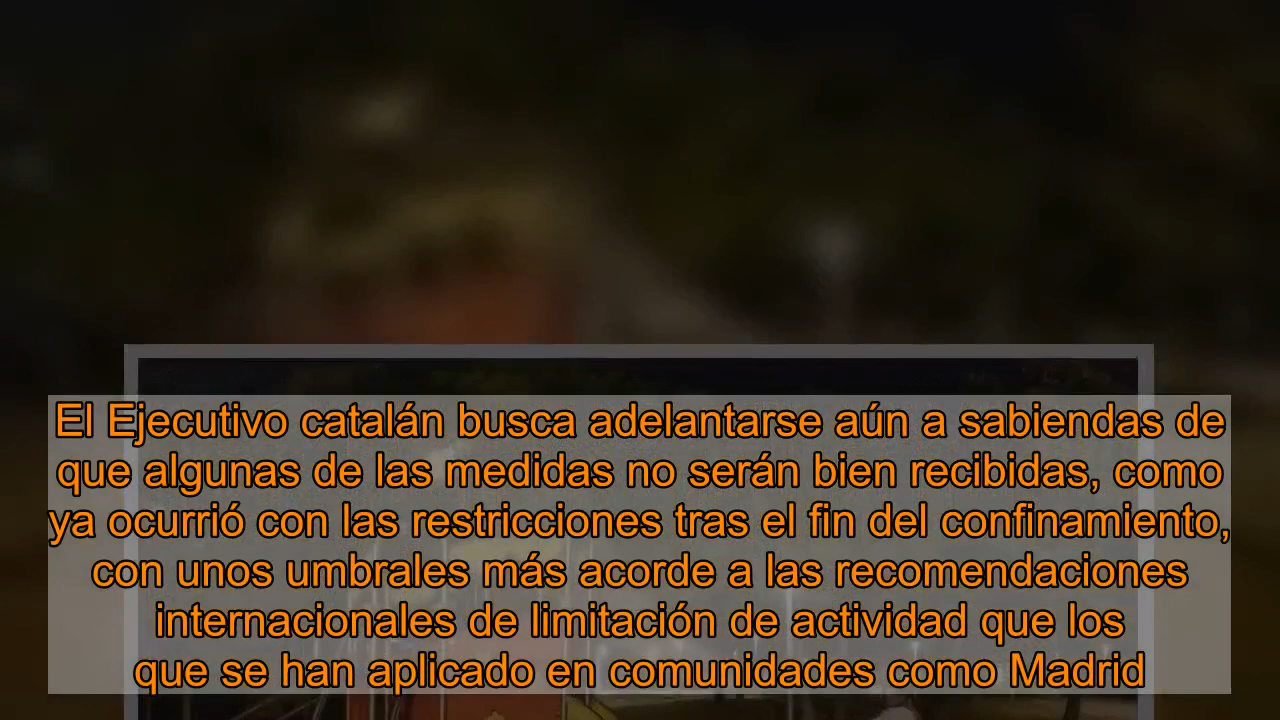 El Ejecutivo catalán busca adelantarse aún a sabiendas de
que algunas de las medidas no serán bien recibidas, como
ya ocurrió con las restricciones tras el fin del confinamiento,
con unos umbrales más acorde a las recomendaciones
internacionales de limitación de actividad que los
que se han aplicado en comunidades como Madrid